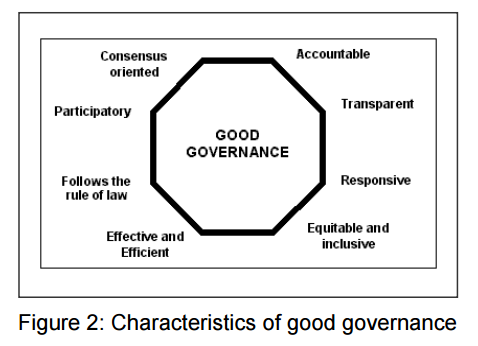 Consensus
oriented
Accountable
Participatory
Transparent
GOOD
GOVERNANCE
Follows the
rule of law
Responsive
Effective and
Efficient
Equitable and
inclusive
Figure 2: Characteristics of good governance